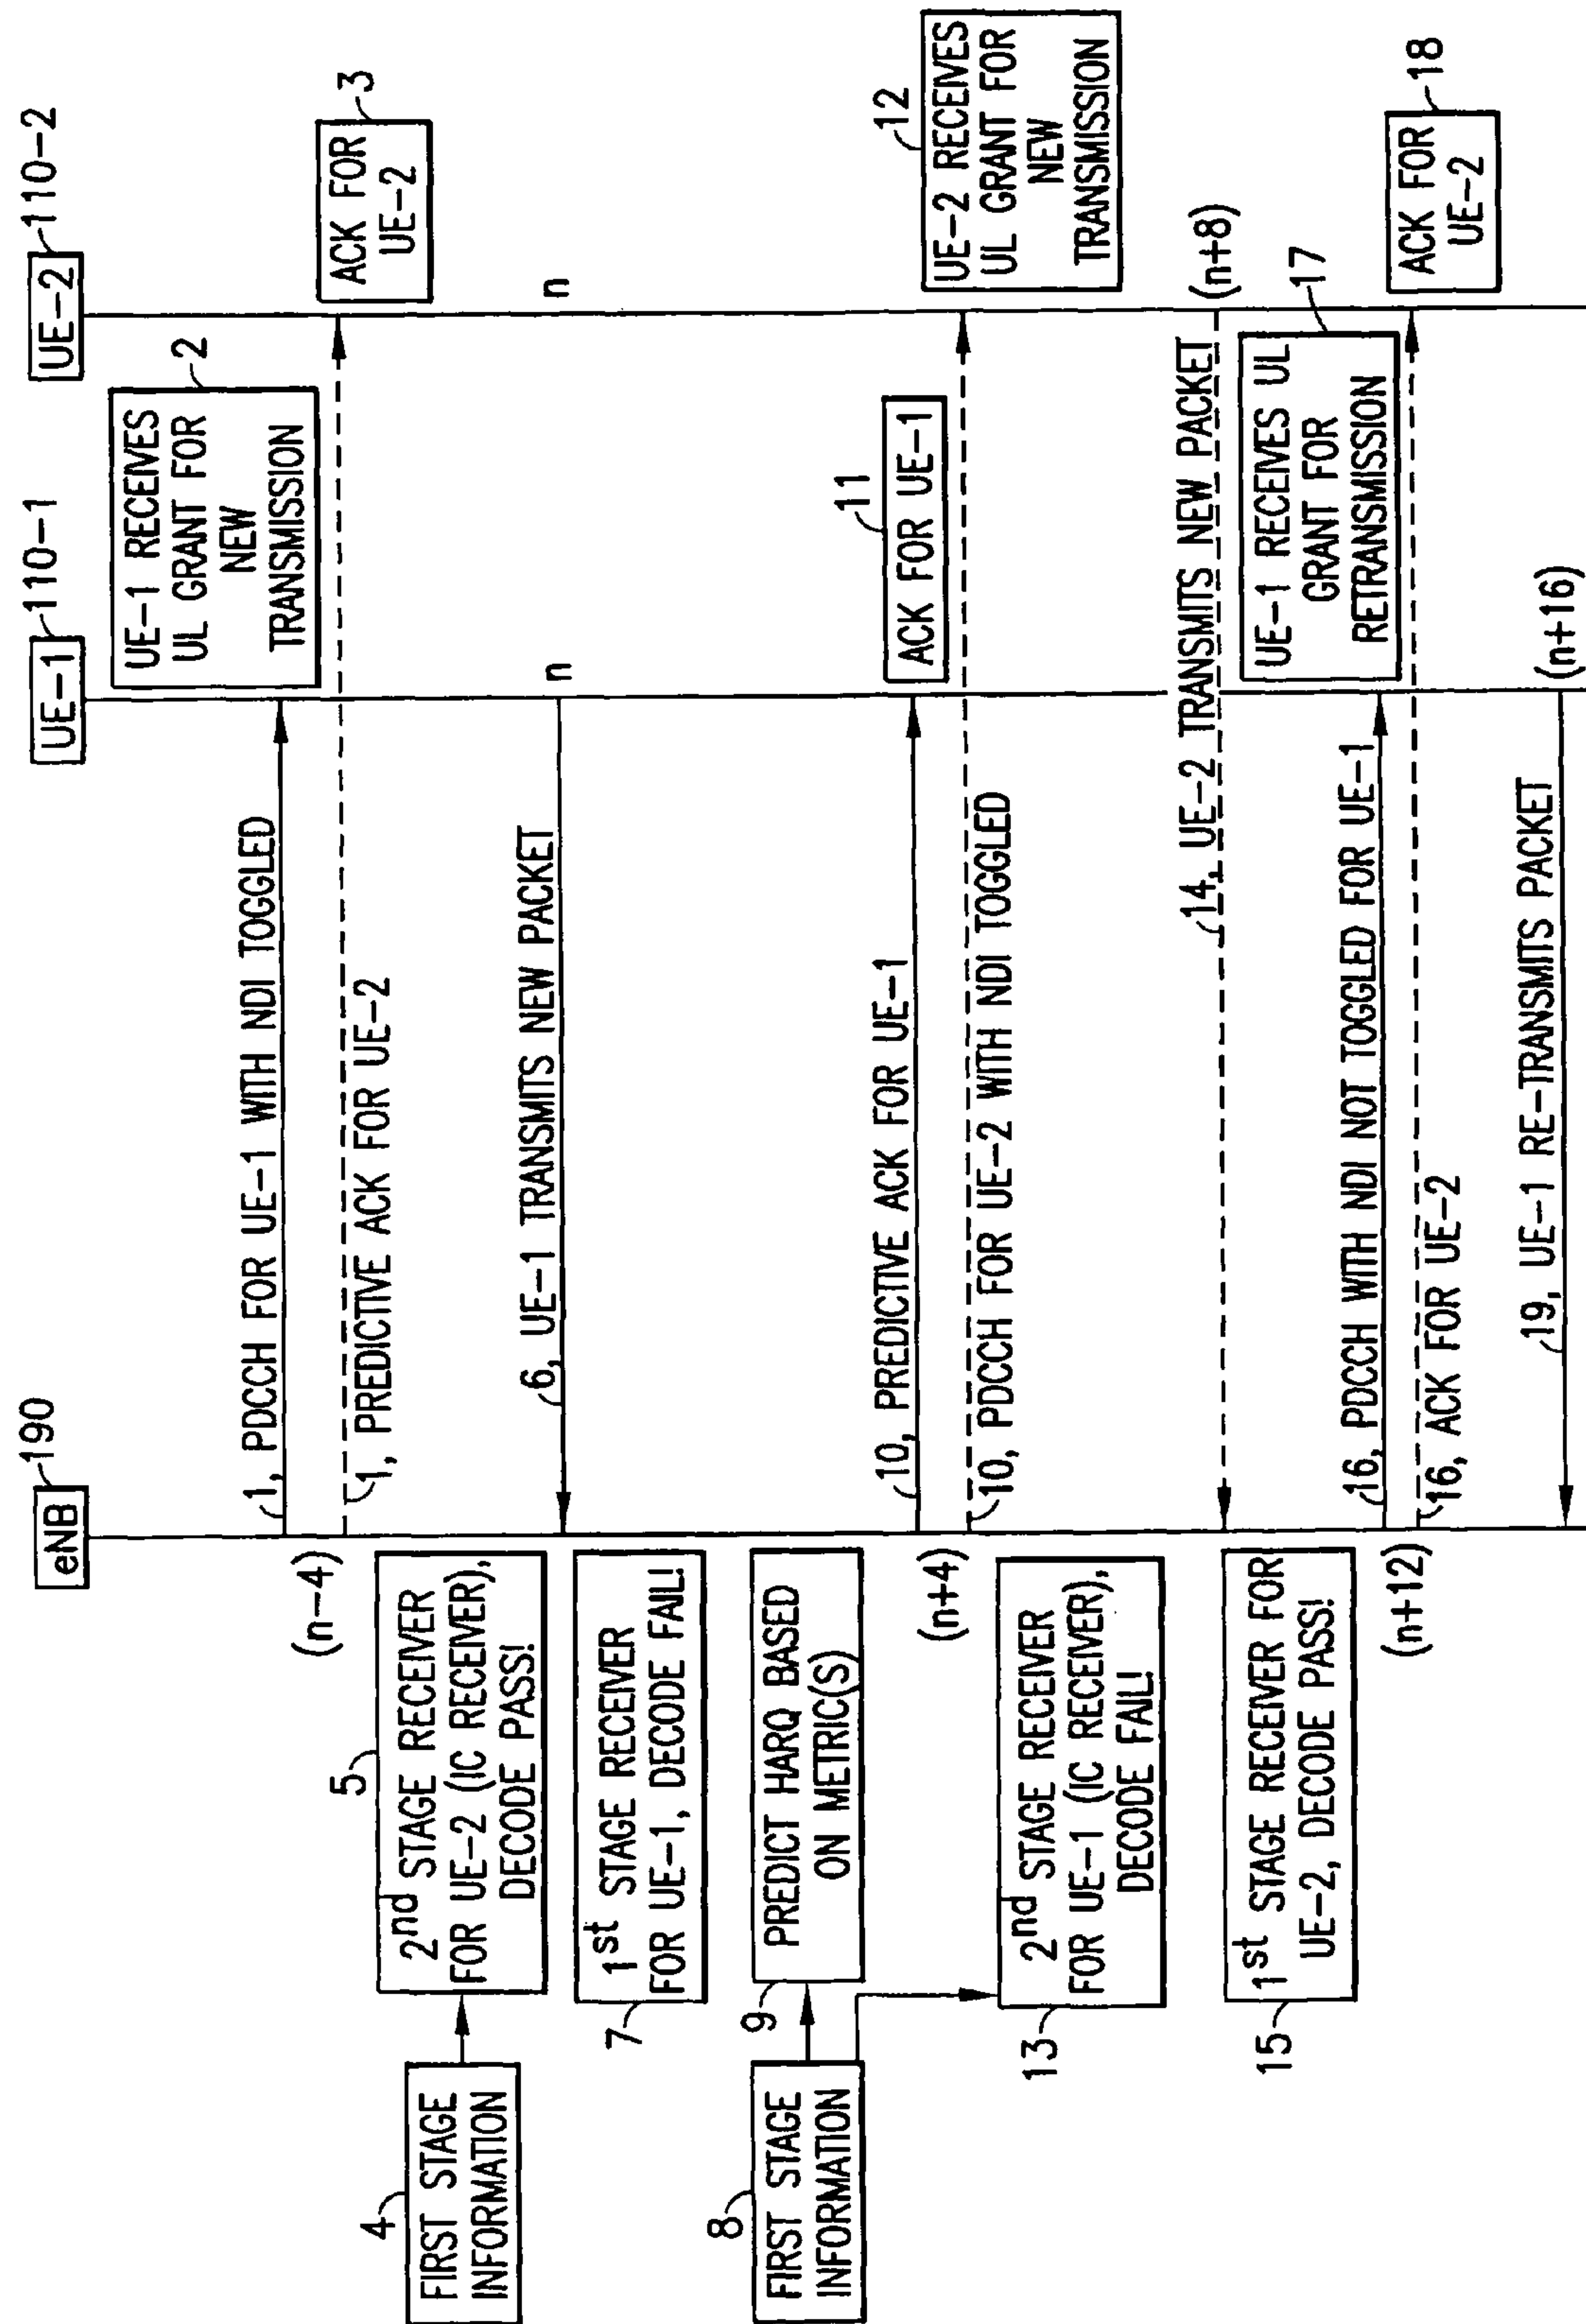 eNB
190
UE-1
110-1
UE-2
110-2
1, PDCCH FOR UE-1 WITH NDI TOGGLED
UE-1 RECEIVES
UL GRANT FOR
NEW
TRANSMISSION
2
(n-4)
1, PREDICTIVE ACK FOR UE-2
ACK FOR
UE-2
3
4
FIRST STAGE
INFORMATION
5
2nd STAGE RECEIVER
FOR UE-2 (IC RECEIVER),
DECODE PASS!
6, UE-1 TRANSMITS NEW PACKET
n
n
7
1st STAGE RECEIVER
FOR UE-1, DECODE FAIL!
8
FIRST STAGE
INFORMATION
9
PREDICT HARQ BASED
ON METRIC(S)
10, PREDICTIVE ACK FOR UE-1
11
ACK FOR UE-1
(n+4)
10, PDCCH FOR UE-2 WITH NDI TOGGLED
12
UE-2 RECEIVES
UL GRANT FOR
NEW
TRANSMISSION
13
2nd STAGE RECEIVER
FOR UE-1 (IC RECEIVER),
DECODE FAIL!
14, UE-2 TRANSMITS NEW PACKET
(n+8)
15
1st STAGE RECEIVER FOR
UE-2, DECODE PASS!
16, PDCCH WITH NDI NOT TOGGLED FOR UE-1
UE-1 RECEIVES UL
GRANT FOR
RETRANSMISSION
17
(n+12)
16, ACK FOR UE-2
ACK FOR
UE-2
18
19, UE-1 RE-TRANSMITS PACKET
(n+16)